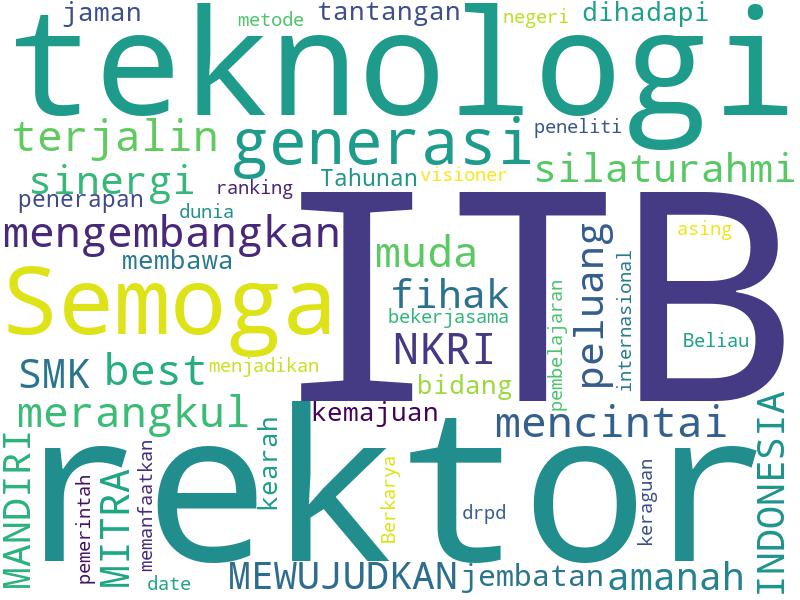 jaman
metode
tantangan
negeri
dihadapi
teknologi
terjalin
generasi
peneliti
sinergi
ranking
Tahunan
visioner
silaturahmi
penerapan
dunia
ITB
asing
mengembangkan
muda
peluang
internasional
membawa
Semoga
fihak
bekerjasama
pembelajaran
NKRI
Beliau
SMK
best
menjadikan
bidang
merangkul
kemajuan
mencintai
kearah
INDONESIA
MANDIRI
rektor
pemerintah
MITRA
memanfaatkan
Berkarya
drpd
keraguan
date
MEWUJUDKAN
jembatan
amanah